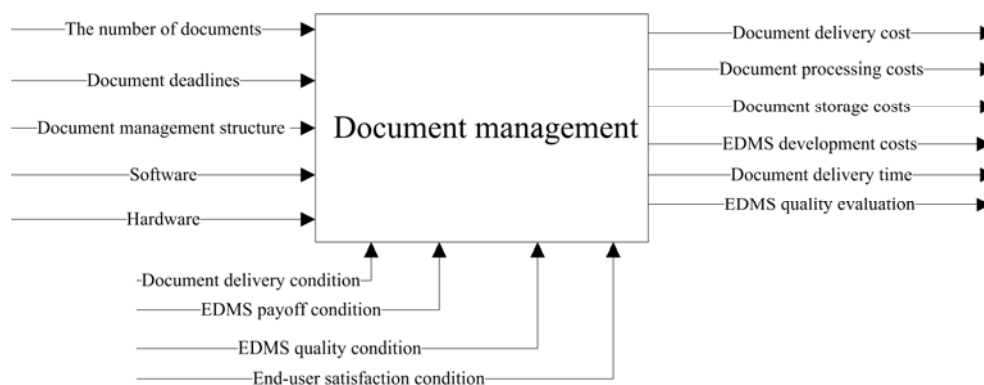 The number of documents
Document deadlines
Document management structure
Software
Hardware
Document management
Document delivery cost
Document processing costs
Document storage costs
EDMS development costs
Document delivery time
EDMS quality evaluation
Document delivery condition
EDMS payoff condition
EDMS quality condition
End-user satisfaction condition